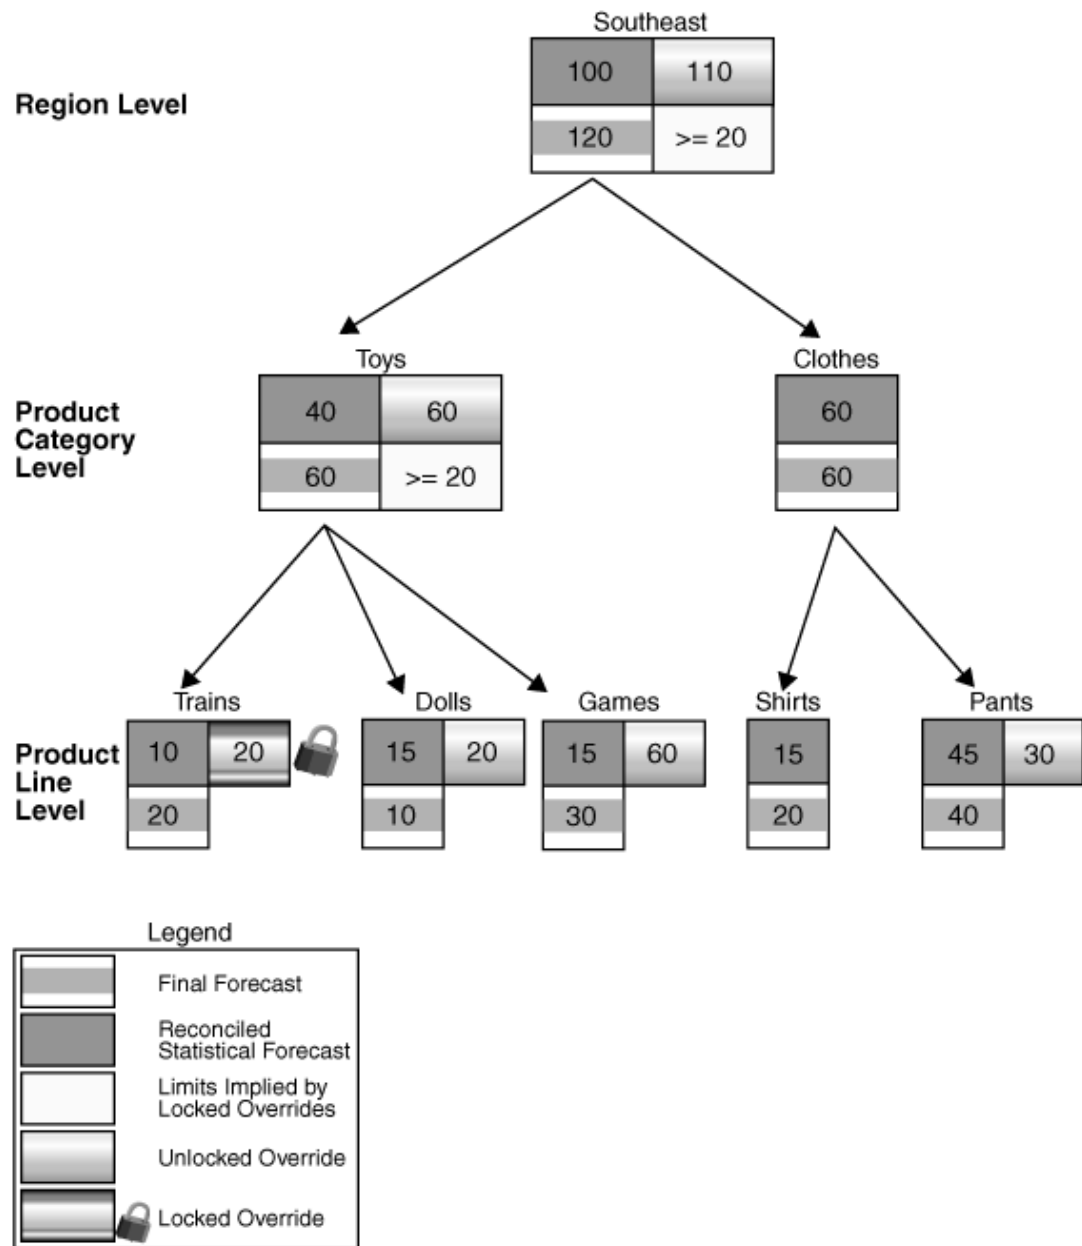 Southeast
100 110
Region Level
120 >= 20
Toys Clothes
Product
Category
Level
40 60 60
60 >= 20 60
Trains Dolls Games Shirts Pants
Product
Line
Level
10 20 15 20 15 60 15 45 30
20 10 30 20 40
Legend
Final Forecast
Reconciled
Statistical Forecast
Limits Implied by
Locked Overrides
Unlocked Override
Locked Override